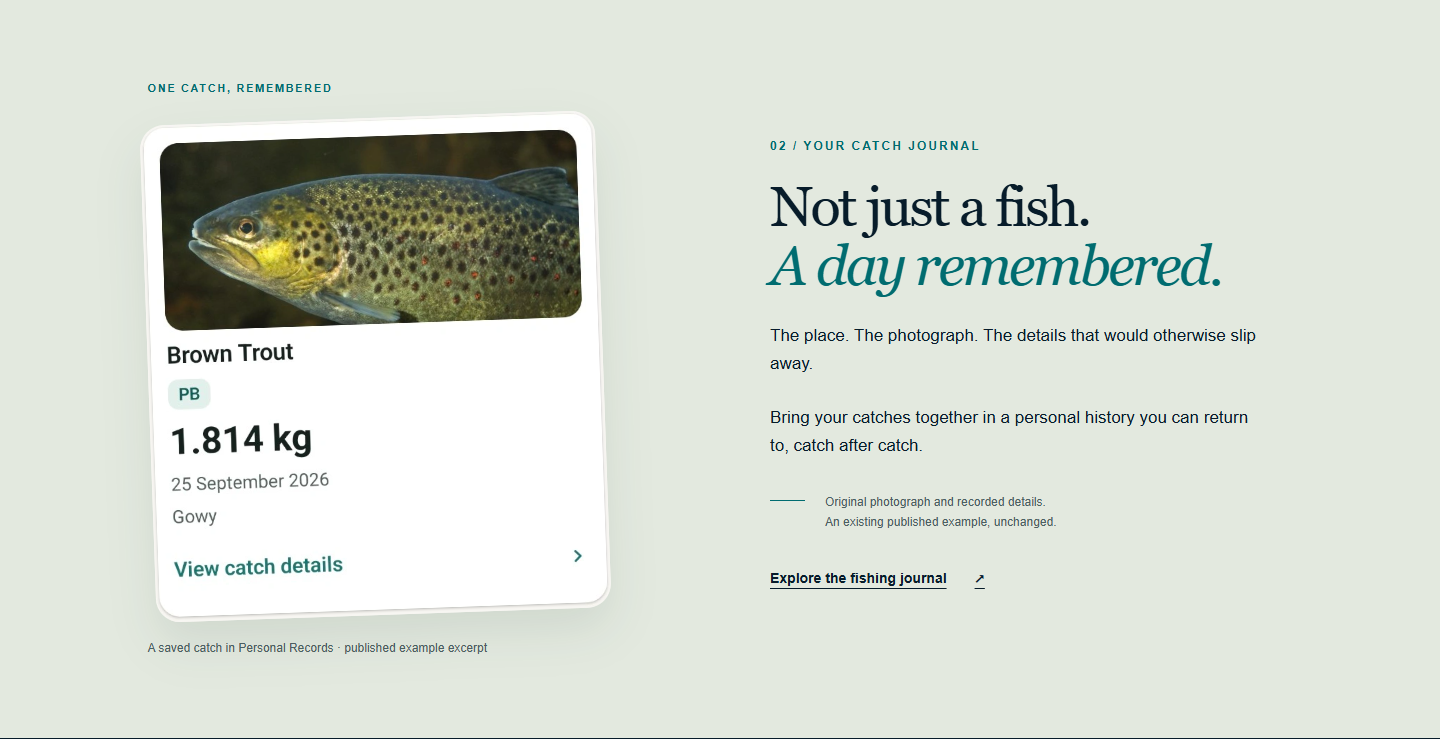 ONE CATCH, REMEMBERED
Brown Trout
PB
1.814 kg
25 September 2026
Gowy
View catch details
A saved catch in Personal Records · published example excerpt
02 / YOUR CATCH JOURNAL
Not just a fish.
A day remembered.
The place. The photograph. The details that would otherwise slip
away.
Bring your catches together in a personal history you can return
to, catch after catch.
Original photograph and recorded details.
An existing published example, unchanged.
Explore the fishing journal ↗